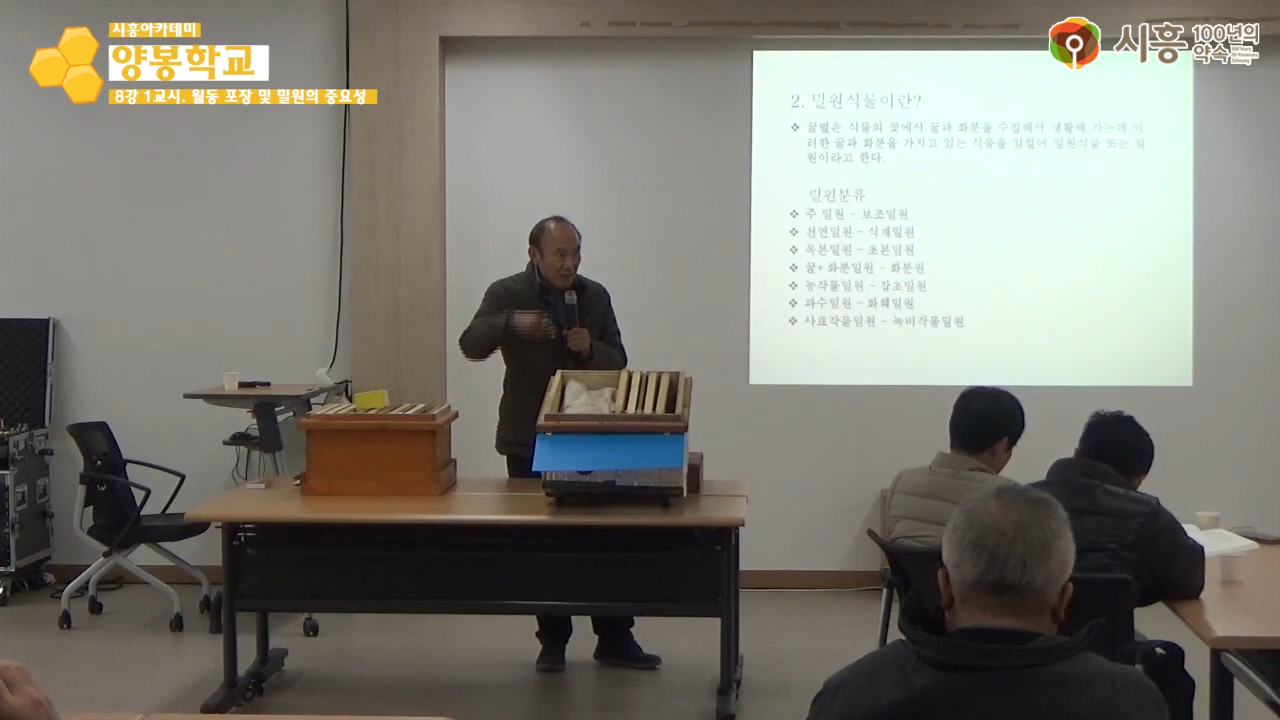 시흥아카데미
양봉학교
8강 1교시. 월동 포장 및 밀원의 중요성
시흥 100년의 약속
2. 밀원식물이란?
❖ 꿀벌은 식물의 꽃에서 꿀과 화분을 수집해서 생활해 가는데 이
러한 꿀과 화분을 가지고 있는 식물을 일컬어 밀원식물 또는 밀
원이라고 한다.
밀원분류
❖ 주 밀원 - 보조밀원
❖ 천연밀원 - 식재밀원
❖ 목본밀원 - 초본밀원
❖ 꿀+화분밀원 - 화분원
❖ 농작물밀원 - 잡초밀원
❖ 과수밀원 - 화훼밀원
❖ 사료작물밀원 - 녹비작물밀원